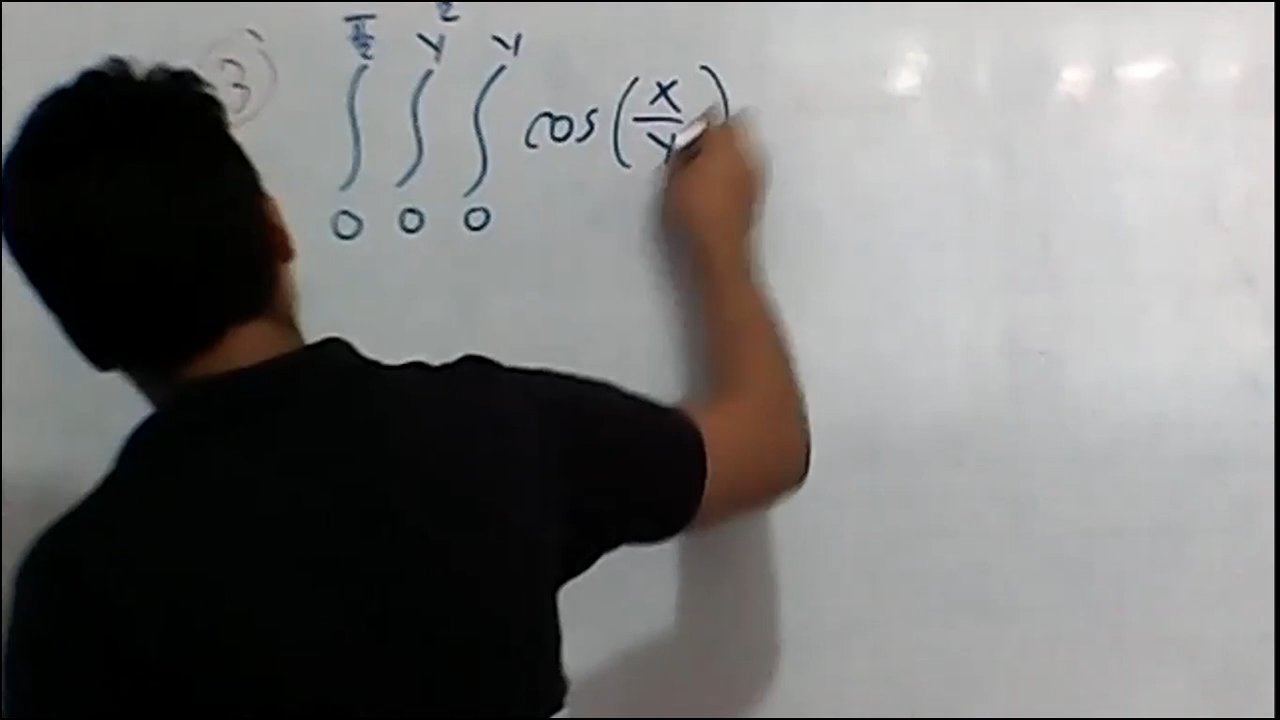 3) ∫₀^{π/2} ∫₀^{y²} ∫₀^{y} cos(x/y)